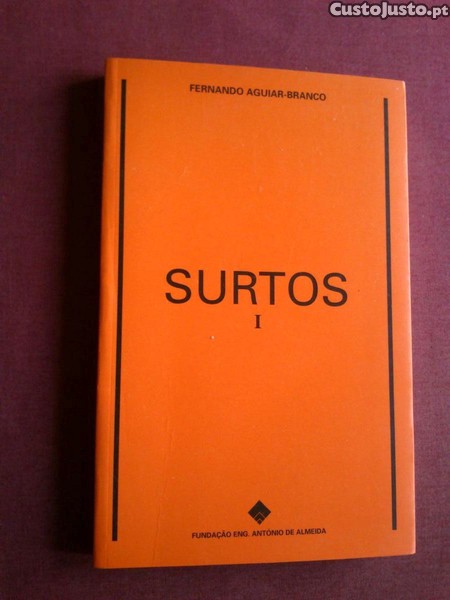 CustoJusto.pt
FERNANDO AGUIAR-BRANCO
SURTOS
I
FUNDAÇÃO ENG. ANTÓNIO DE ALMEIDA